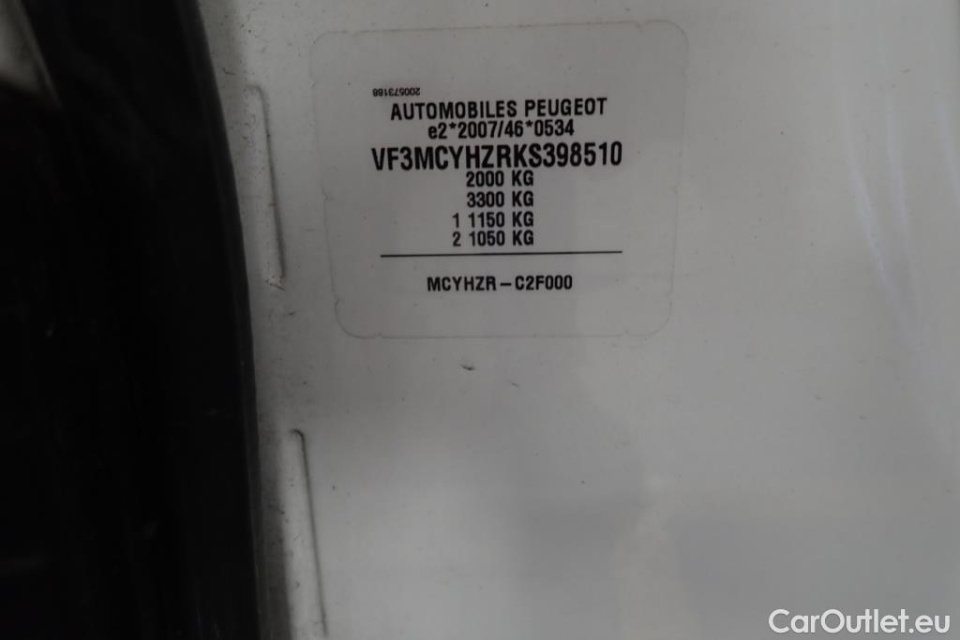 200573188
AUTOMOBILES PEUGEOT
e2*2007/46*0534
VF3MCYHZRKS398510
2000 KG
3300 KG
1 1150 KG
2 1050 KG
MCYHZR-C2F000
CarOutlet.eu